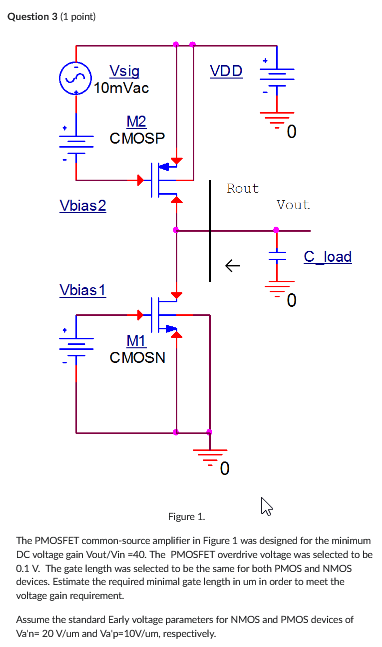 Question 3 (1 point)
Vsig
10mVac
VDD
M2
CMOSP
0
Vbias2
Rout
Vout
C_load
Vbias1
0
M1
CMOSN
0
Figure 1.
The PMOSFET common-source amplifier in Figure 1 was designed for the minimum
DC voltage gain Vout/Vin =40. The PMOSFET overdrive voltage was selected to be
0.1 V. The gate length was selected to be the same for both PMOS and NMOS
devices. Estimate the required minimal gate length in um in order to meet the
voltage gain requirement.
Assume the standard Early voltage parameters for NMOS and PMOS devices of
Va'n= 20 V/um and Va'p=10V/um, respectively.